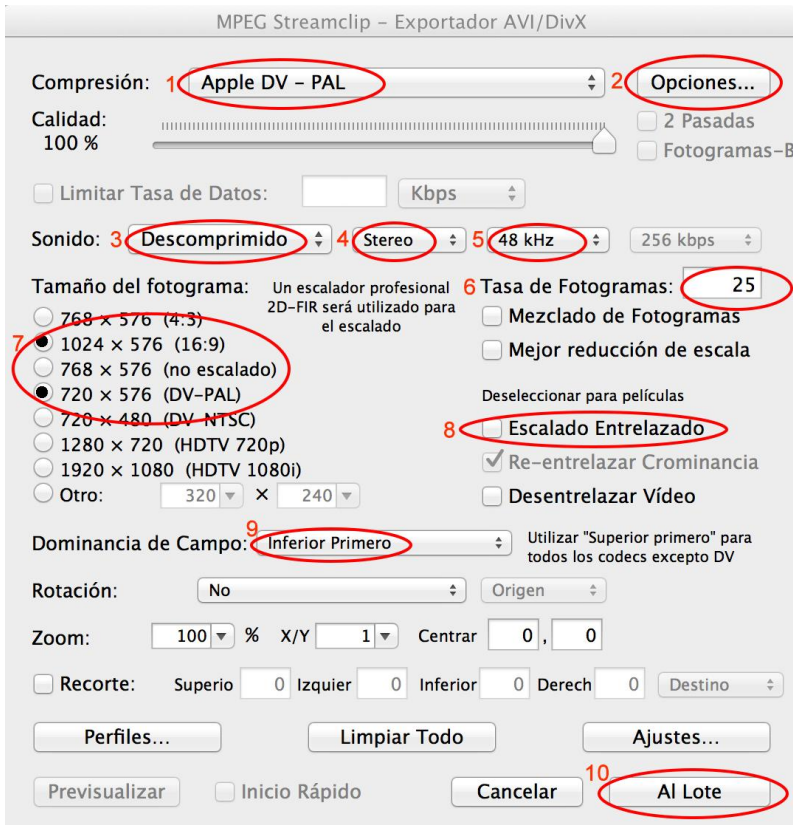 MPEG Streamclip – Exportador AVI/DivX
Compresión: 1 Apple DV – PAL 2 Opciones...
Calidad:
100 %
2 Pasadas
Fotogramas-B
Limitar Tasa de Datos: Kbps
Sonido: 3 Descomprimido 4 Stereo 5 48 kHz 256 kbps
Tamaño del fotograma:
Un escalador profesional
2D-FIR será utilizado para
el escalado
6 Tasa de Fotogramas: 25
768 × 576 (4:3)
Mezclado de Fotogramas
7 1024 × 576 (16:9)
Mejor reducción de escala
768 × 576 (no escalado)
720 × 576 (DV-PAL)
Deseleccionar para películas
720 × 480 (DV-NTSC)
8 Escalado Entrelazado
1280 × 720 (HDTV 720p)
Re-entrelazar Crominancia
1920 × 1080 (HDTV 1080i)
Otro: 320 × 240
Desentrelazar Vídeo
9
Dominancia de Campo: Inferior Primero
Utilizar "Superior primero" para
todos los codecs excepto DV
Rotación: No Origen
Zoom: 100 % X/Y 1 Centrar 0 , 0
Recorte: Superio 0 Izquier 0 Inferior 0 Derech 0 Destino
Perfiles... Limpiar Todo Ajustes...
10
Previsualizar Inicio Rápido Cancelar Al Lote